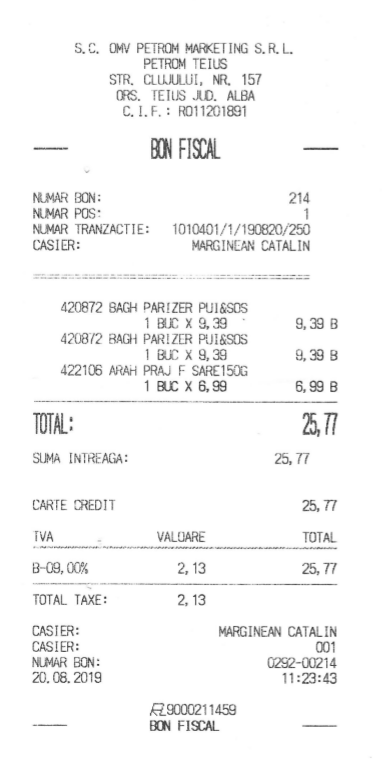 S.C. OMV PETROM MARKETING S.R.L.
PETROM TEIUS
STR. CLUJULUI, NR. 157
ORS. TEIUS JUD. ALBA
C.I.F.: RO11201891
BON FISCAL
NUMAR BON: 214
NUMAR POS: 1
NUMAR TRANZACTIE: 1010401/1/190820/250
CASIER: MARGINEAN CATALIN
420872 BAGH PARIZER PUI&SOS
1 BUC X 9,39 9,39 B
420872 BAGH PARIZER PUI&SOS
1 BUC X 9,39 9,39 B
422106 ARAH PRAJ F SARE150G
1 BUC X 6,99 6,99 B
TOTAL: 25,77
SUMA INTREAGA: 25,77
CARTE CREDIT 25,77
TVA VALOARE TOTAL
B-09,00% 2,13 25,77
TOTAL TAXE: 2,13
CASIER: MARGINEAN CATALIN
CASIER: 001
NUMAR BON: 0292-00214
20.08.2019 11:23:43
9000211459
BON FISCAL